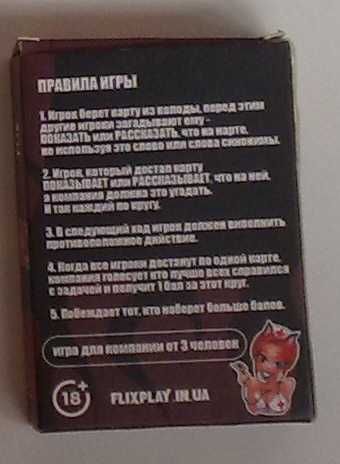 ПРАВИЛА ИГРЫ
1. Игрок берет карту из колоды, перед этим
другие игроки загадывают ему -
ПОКАЗАТЬ или РАССКАЗАТЬ, что на карте,
не используя это слово или слова синонимы.
2. Игрок, который достал карту
ПОКАЗЫВАЕТ или РАССКАЗЫВАЕТ, что на ней,
а компания должна это угадать.
И так каждый по кругу.
3. В следующий ход игрок должен выполнить
противоположное действие.
4. Когда все игроки достанут по одной карте,
компания голосует кто лучше всех справился
с задачей и получит 1 бал за этот круг.
5. Побеждает тот, кто наберет больше балов.
игра для компании от 3 человек
18+
FLIXPLAY.IN.UA